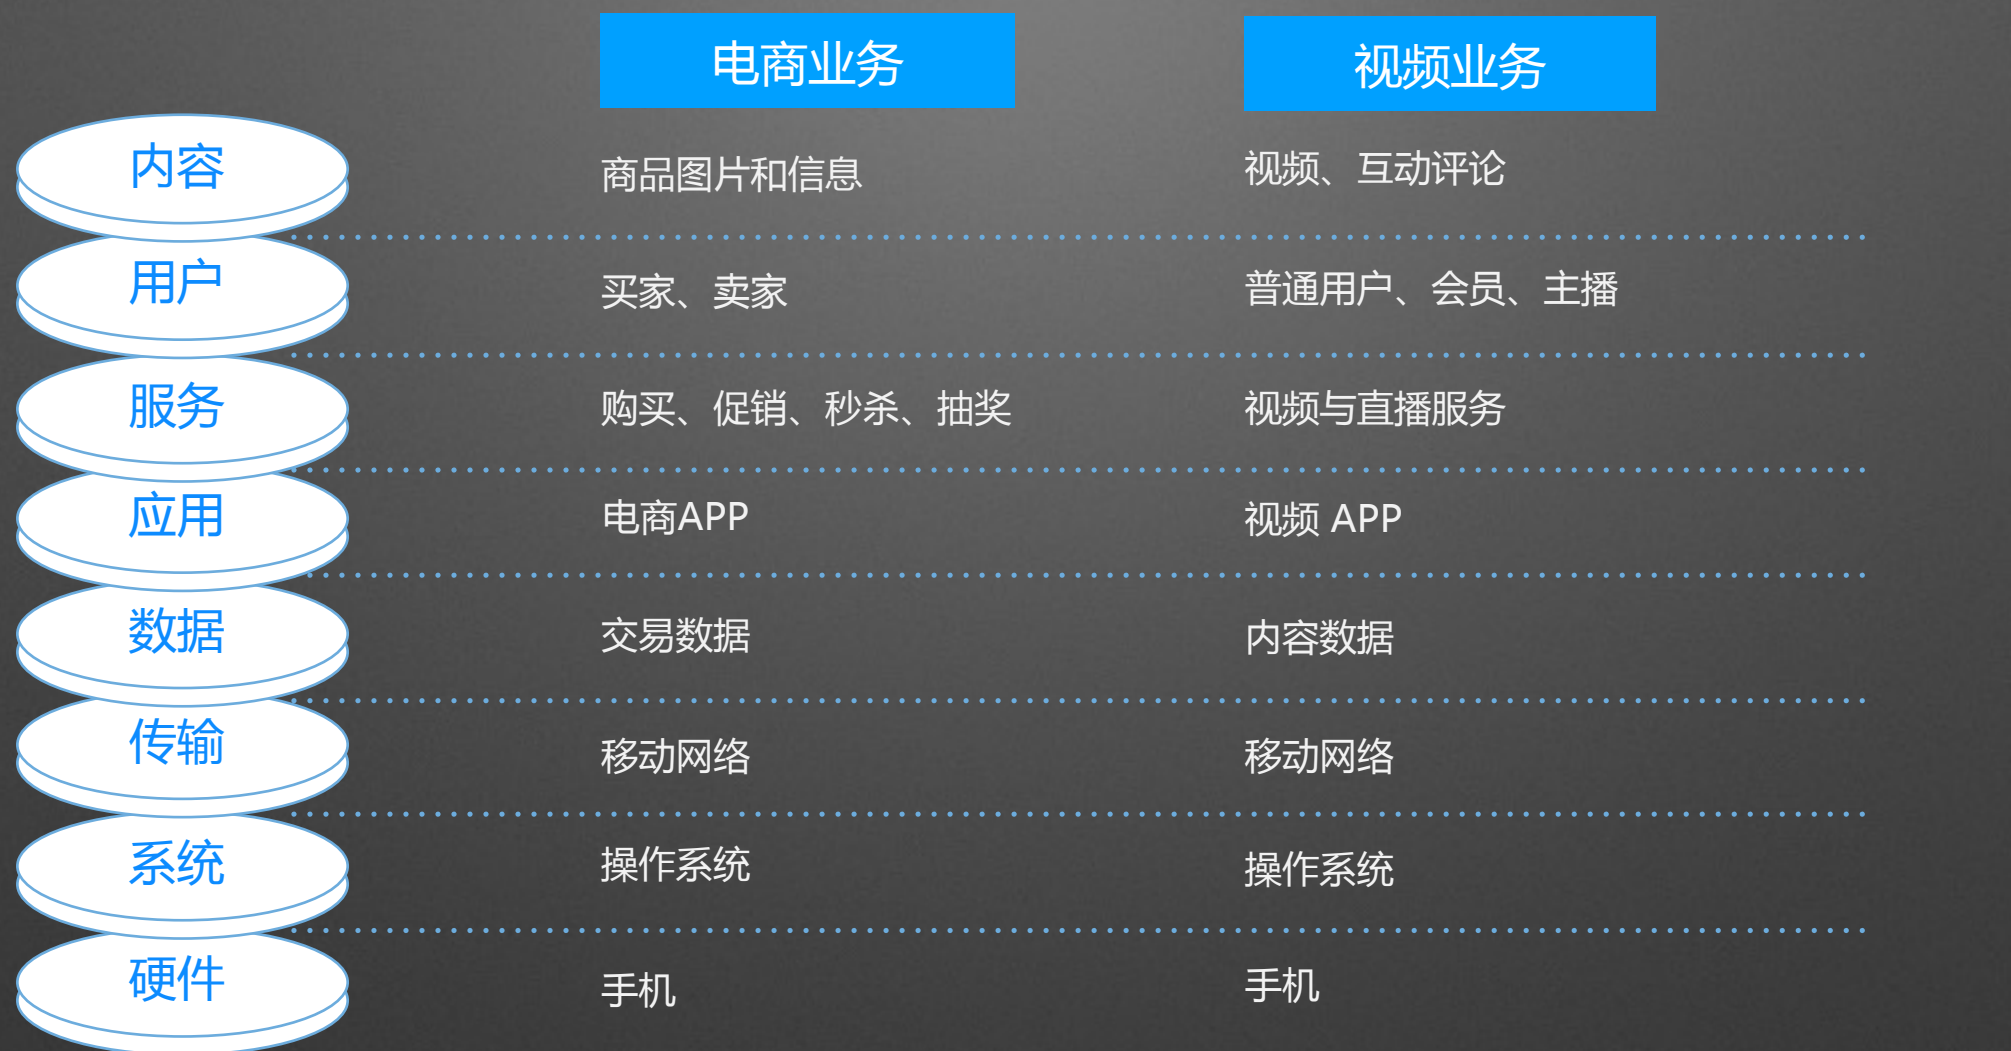 电商业务
视频业务
内容
商品图片和信息
视频、互动评论
用户
买家、卖家
普通用户、会员、主播
服务
购买、促销、秒杀、抽奖
视频与直播服务
应用
电商APP
视频 APP
数据
交易数据
内容数据
传输
移动网络
移动网络
系统
操作系统
操作系统
硬件
手机
手机